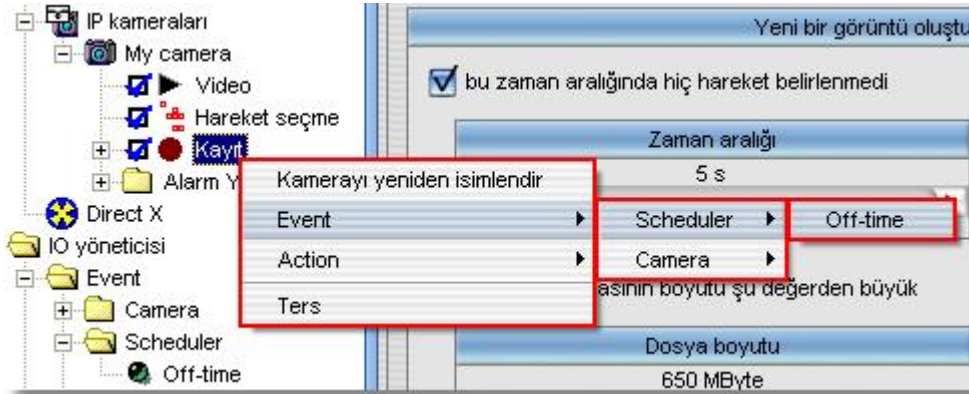 IP kameraları
My camera
Video
Hareket seçme
Kayıt
Alarm Y
Direct X
IO yöneticisi
Event
Camera
Scheduler
Off-time
Kamerayı yeniden isimlendir
Event
Action
Ters
Scheduler
Camera
Off-time
Yeni bir görüntü oluştu
bu zaman aralığında hiç hareket belirlenmedi
Zaman aralığı
5 s
asının boyutu şu değerden büyük
Dosya boyutu
650 MByte